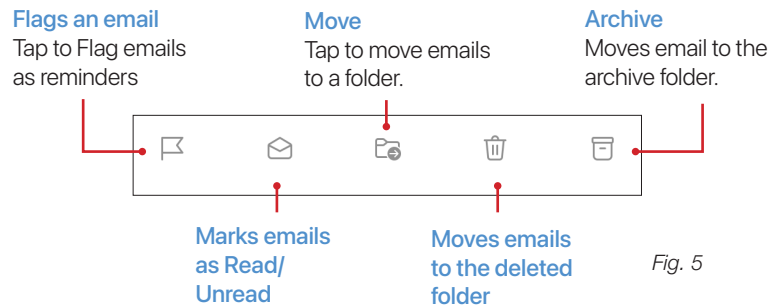 Flags an email
Tap to Flag emails
as reminders
Move
Tap to move emails
to a folder.
Archive
Moves email to the
archive folder.
Marks emails
as Read/
Unread
Moves emails
to the deleted
folder
Fig. 5